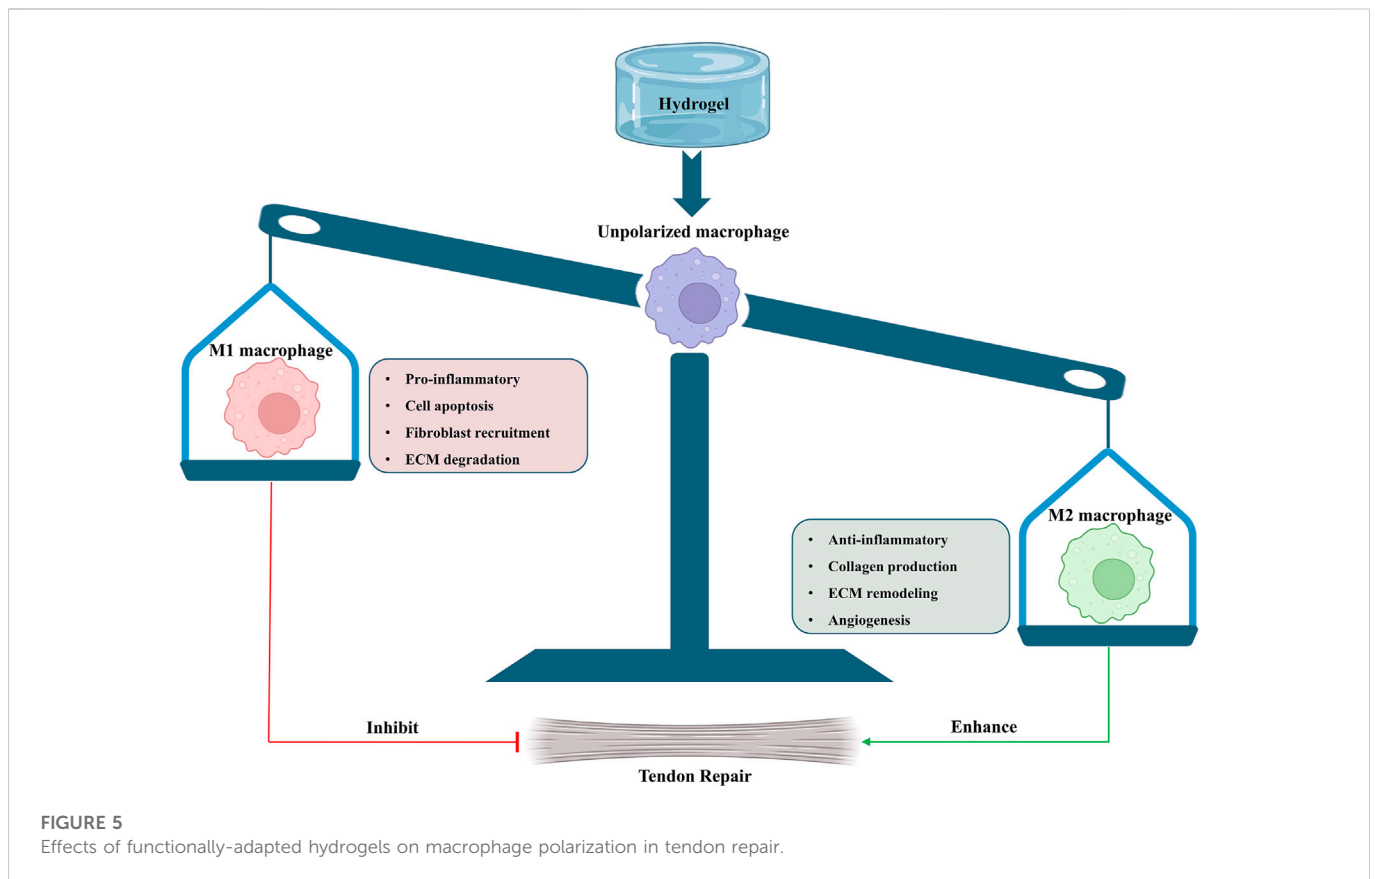 Hydrogel
Unpolarized macrophage
M1 macrophage
• Pro-inflammatory
• Cell apoptosis
• Fibroblast recruitment
• ECM degradation
M2 macrophage
• Anti-inflammatory
• Collagen production
• ECM remodeling
• Angiogenesis
Inhibit
Enhance
Tendon Repair
FIGURE 5
Effects of functionally-adapted hydrogels on macrophage polarization in tendon repair.